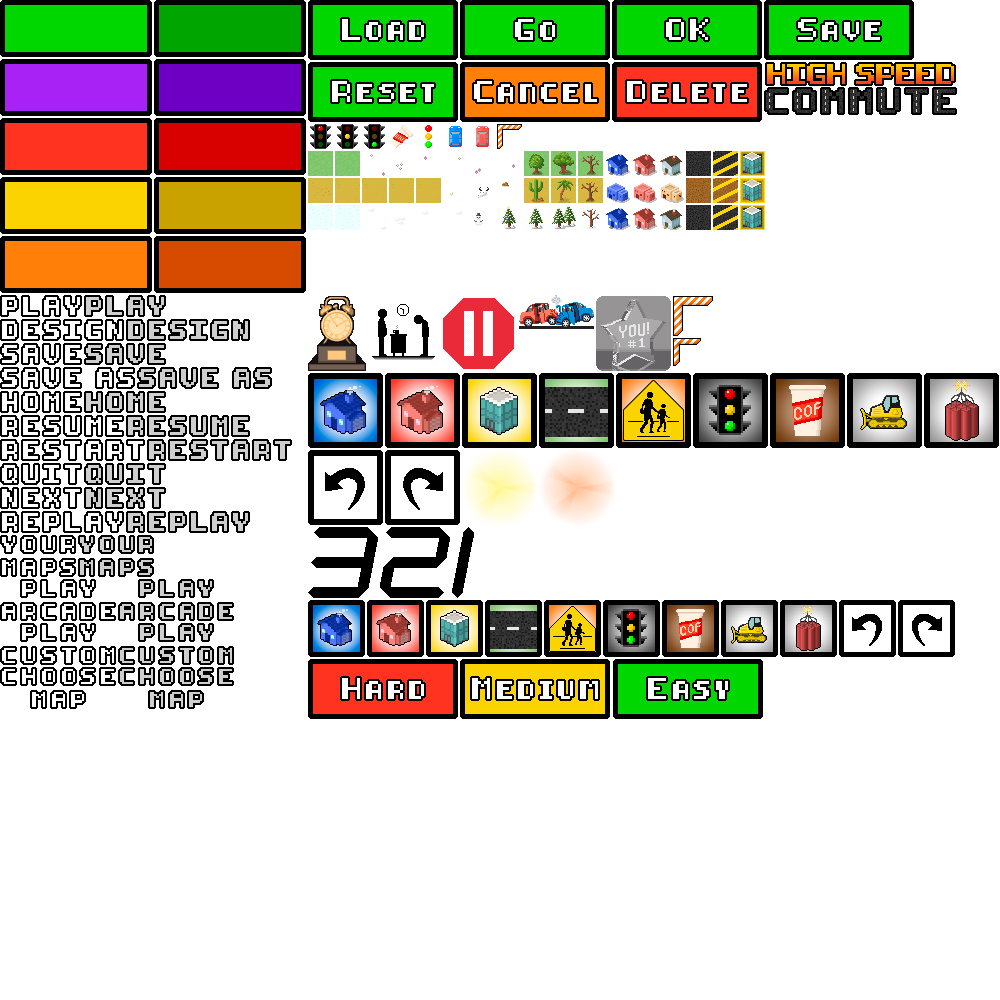 LOAD GO OK SAVE
RESET CANCEL DELETE
HIGH SPEED
COMMUTE
PLAYPLAY
DESIGNDESIGN
SAVESAVE
SAVE ASSAVE AS
HOMEHOME
RESUMERESUME
RESTARTRESTART
QUITQUIT
NEXTNEXT
REPLAYREPLAY
YOURYOUR
MAPSMAPS
PLAY PLAY
ARCADEARCADE
PLAY PLAY
CUSTOMCUSTOM
CHOOSECHOOSE
MAP MAP
YOU!
#1
COF
321
COF
HARD MEDIUM EASY